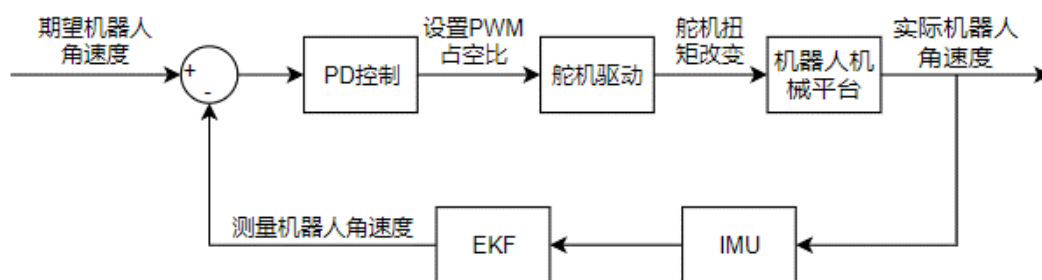 期望机器人
角速度
+
-
PD控制
设置PWM
占空比
舵机驱动
舵机扭
矩改变
机器人机
械平台
实际机器人
角速度
测量机器人角速度
EKF
IMU